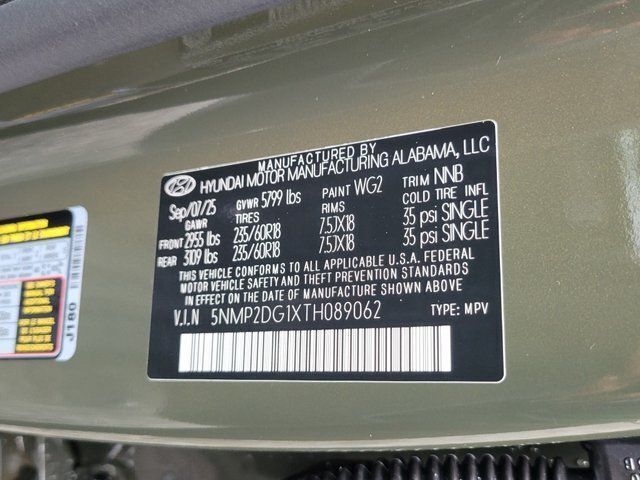 MANUFACTURED BY
HYUNDAI MOTOR MANUFACTURING ALABAMA, LLC
Sep/07/25 GVWR 5799 lbs PAINT WG2 TRIM NNB
GAWR TIRES RIMS COLD TIRE INFL
FRONT 2955 lbs 235/60R18 7.5JX18 35 psi SINGLE
REAR 3109 lbs 235/60R18 7.5JX18 35 psi SINGLE
THIS VEHICLE CONFORMS TO ALL APPLICABLE U.S.A. FEDERAL
MOTOR VEHICLE SAFETY AND THEFT PREVENTION STANDARDS
IN EFFECT ON THE DATE OF MANUFACTURE SHOWN ABOVE
V.I.N 5NMP2DG1XTH089062 TYPE: MPV
J180